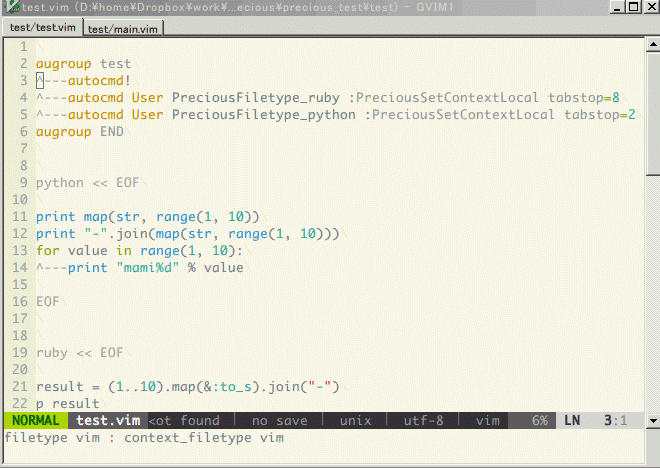 test.vim (D:¥home¥Dropbox¥work¥...ecious¥precious_test¥test) - GVIM1
test/test.vim test/main.vim
1
2 augroup test
3 ^---autocmd!
4 ^---autocmd User PreciousFiletype_ruby :PreciousSetContextLocal tabstop=8
5 ^---autocmd User PreciousFiletype_python :PreciousSetContextLocal tabstop=2
6 augroup END
7
8
9 python << EOF
10
11 print map(str, range(1, 10))
12 print "-".join(map(str, range(1, 10)))
13 for value in range(1, 10):
14 ^---print "mami%d" % value
15
16 EOF
17
18
19 ruby << EOF
20
21 result = (1..10).map(&:to_s).join("-")
22 p result
NORMAL test.vim <ot found | no save | unix | utf-8 | vim 6% LN 3:1
filetype vim : context_filetype vim